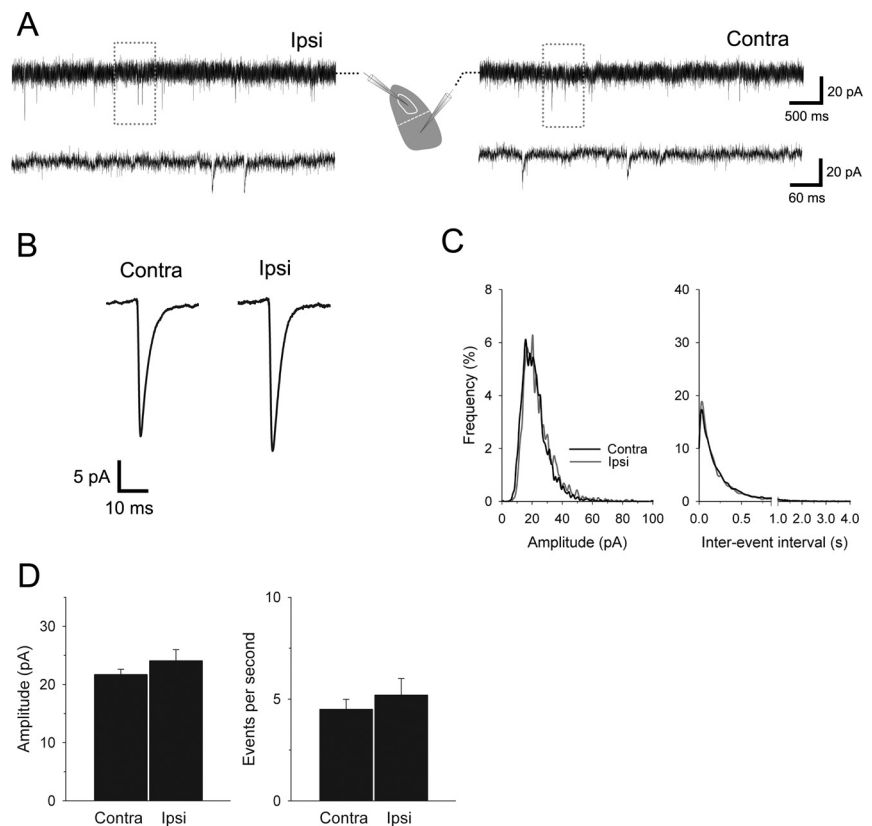 A
Ipsi
Contra
20 pA
500 ms
20 pA
60 ms
B
Contra
Ipsi
5 pA
10 ms
C
Frequency (%)
8
6
4
2
0
0 20 40 60 80 100
Amplitude (pA)
Contra
Ipsi
40
30
20
10
0
0.0 0.5 1.0 2.0 3.0 4.0
Inter-event interval (s)
D
Amplitude (pA)
30
20
10
0
Contra Ipsi
Events per second
10
5
0
Contra Ipsi